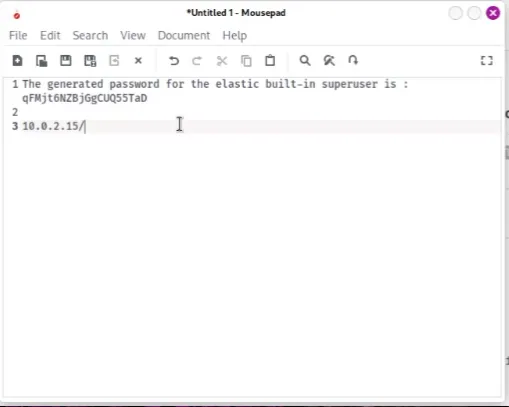 *Untitled 1 - Mousepad
File Edit Search View Document Help
1 The generated password for the elastic built-in superuser is :
qFMjt6NZBjGgCUQ55TaD
2
3 10.0.2.15/